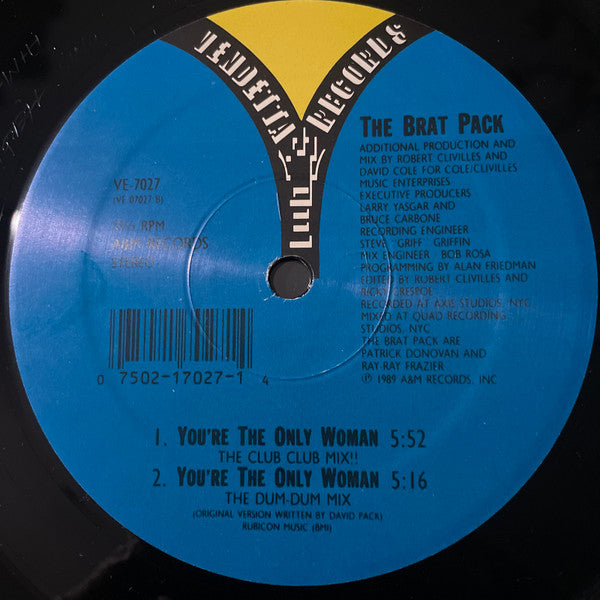 VENDETTA RECORDS
THE BRAT PACK
ADDITIONAL PRODUCTION AND
MIX BY ROBERT CLIVILLES AND
DAVID COLE FOR COLE/CLIVILLES
MUSIC ENTERPRISES
EXECUTIVE PRODUCERS
LARRY YASGAR AND
BRUCE CARBONE
RECORDING ENGINEER
STEVE "GRIFF" GRIFFIN
MIX ENGINEER BOB ROSA
PROGRAMMING BY ALAN FRIEDMAN
EDITED BY ROBERT CLIVILLES AND
RICKY CRESPOE
RECORDED AT AXIS STUDIOS, NYC
MIXED AT QUAD RECORDING
STUDIOS, NYC
THE BRAT PACK ARE
PATRICK DONOVAN AND
RAY-RAY FRAZIER
℗ 1989 A&M RECORDS, INC
VE-7027
(VE 07027 B)
RPM
A&M RECORDS
STEREO
0 7502-17027-1 4
1. YOU'RE THE ONLY WOMAN 5:52
THE CLUB CLUB MIX!!
2. YOU'RE THE ONLY WOMAN 5:16
THE DUM-DUM MIX
(ORIGINAL VERSION WRITTEN BY DAVID PACK)
RUBICON MUSIC (BMI)